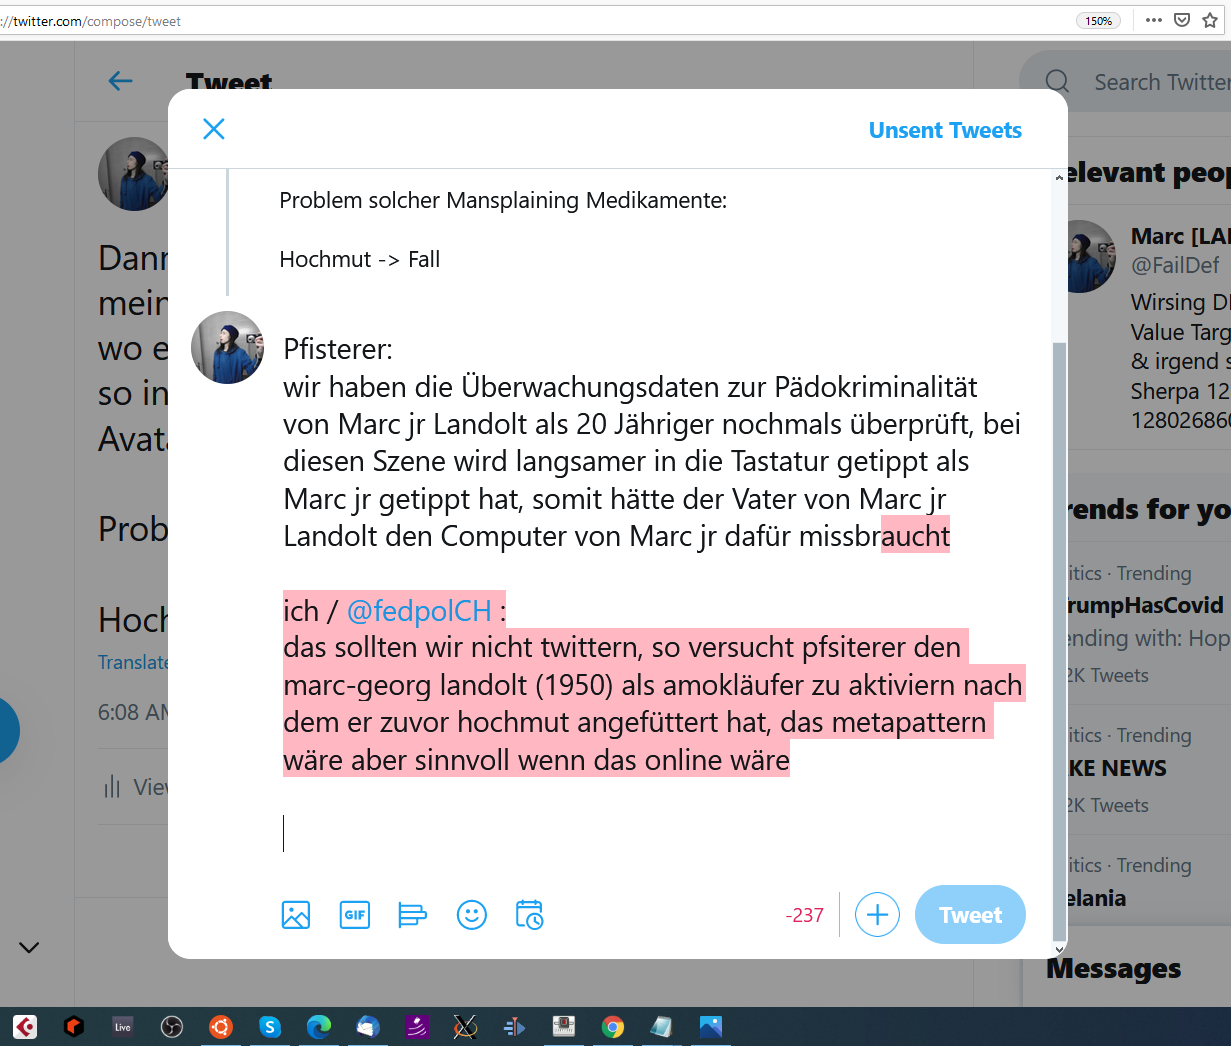 ://twitter.com/compose/tweet
150%
Tweet
Search Twitter
Unsent Tweets
Problem solcher Mansplaining Medikamente:
Hochmut -> Fall
Pfisterer:
wir haben die Überwachungsdaten zur Pädokriminalität
von Marc jr Landolt als 20 Jähriger nochmals überprüft, bei
diesen Szene wird langsamer in die Tastatur getippt als
Marc jr getippt hat, somit hätte der Vater von Marc jr
Landolt den Computer von Marc jr dafür missbraucht
ich / @fedpolCH :
das sollten wir nicht twittern, so versucht pfsiterer den
marc-georg landolt (1950) als amokläufer zu aktiviern nach
dem er zuvor hochmut angefüttert hat, das metapattern
wäre aber sinnvoll wenn das online wäre
GIF
-237
Tweet
Dann
mein
wo e
so in
Avata
Prob
Hoch
Translate
6:08 AM
View
elevant peop
Marc [LA
@FailDef
Wirsing D
Value Targ
& irgend s
Sherpa 12
12802686
rends for yo
itics · Trending
TrumpHasCovid
ending with: Hop
2K Tweets
itics · Trending
KE NEWS
2K Tweets
itics · Trending
elania
Messages
Live